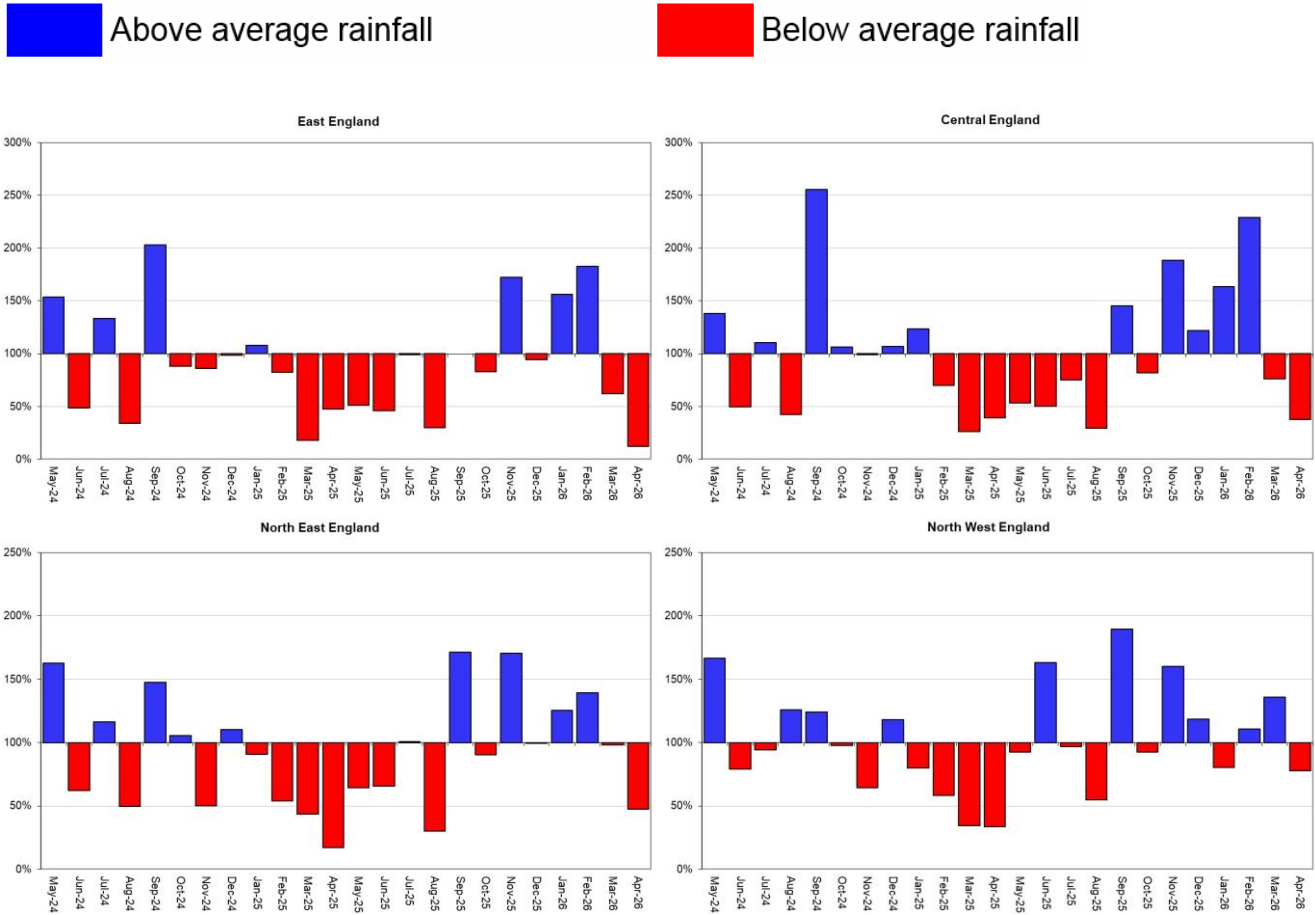 Above average rainfall
Below average rainfall
East England
300%
250%
200%
150%
100%
50%
0%
May-24
Jun-24
Jul-24
Aug-24
Sep-24
Oct-24
Nov-24
Dec-24
Jan-25
Feb-25
Mar-25
Apr-25
May-25
Jun-25
Jul-25
Aug-25
Sep-25
Oct-25
Nov-25
Dec-25
Jan-26
Feb-26
Mar-26
Apr-26
Central England
300%
250%
200%
150%
100%
50%
0%
May-24
Jun-24
Jul-24
Aug-24
Sep-24
Oct-24
Nov-24
Dec-24
Jan-25
Feb-25
Mar-25
Apr-25
May-25
Jun-25
Jul-25
Aug-25
Sep-25
Oct-25
Nov-25
Dec-25
Jan-26
Feb-26
Mar-26
Apr-26
North East England
250%
200%
150%
100%
50%
0%
May-24
Jun-24
Jul-24
Aug-24
Sep-24
Oct-24
Nov-24
Dec-24
Jan-25
Feb-25
Mar-25
Apr-25
May-25
Jun-25
Jul-25
Aug-25
Sep-25
Oct-25
Nov-25
Dec-25
Jan-26
Feb-26
Mar-26
Apr-26
North West England
250%
200%
150%
100%
50%
0%
May-24
Jun-24
Jul-24
Aug-24
Sep-24
Oct-24
Nov-24
Dec-24
Jan-25
Feb-25
Mar-25
Apr-25
May-25
Jun-25
Jul-25
Aug-25
Sep-25
Oct-25
Nov-25
Dec-25
Jan-26
Feb-26
Mar-26
Apr-26